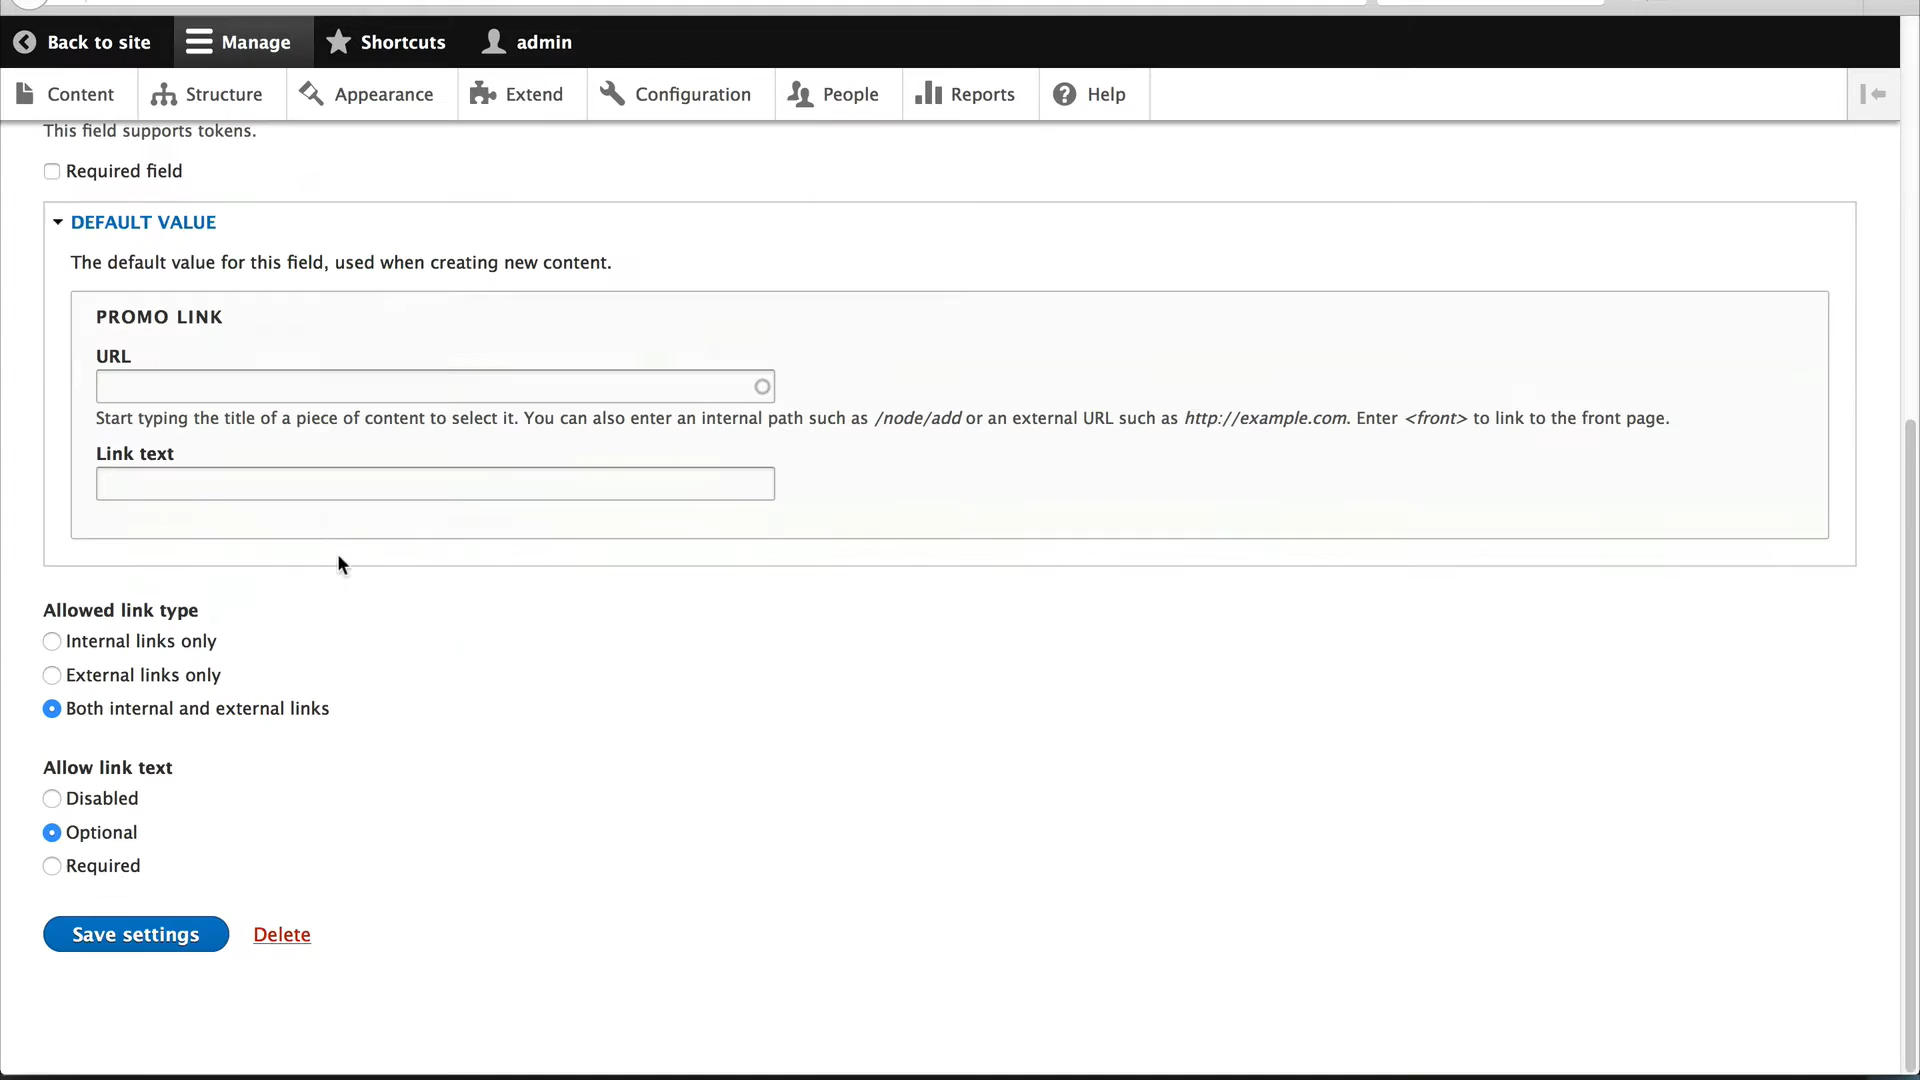 Back to site Manage Shortcuts admin
Content Structure Appearance Extend Configuration People Reports Help
This field supports tokens.
Required field
DEFAULT VALUE
The default value for this field, used when creating new content.
PROMO LINK
URL
Start typing the title of a piece of content to select it. You can also enter an internal path such as /node/add or an external URL such as http://example.com. Enter <front> to link to the front page.
Link text
Allowed link type
Internal links only
External links only
Both internal and external links
Allow link text
Disabled
Optional
Required
Save settings Delete